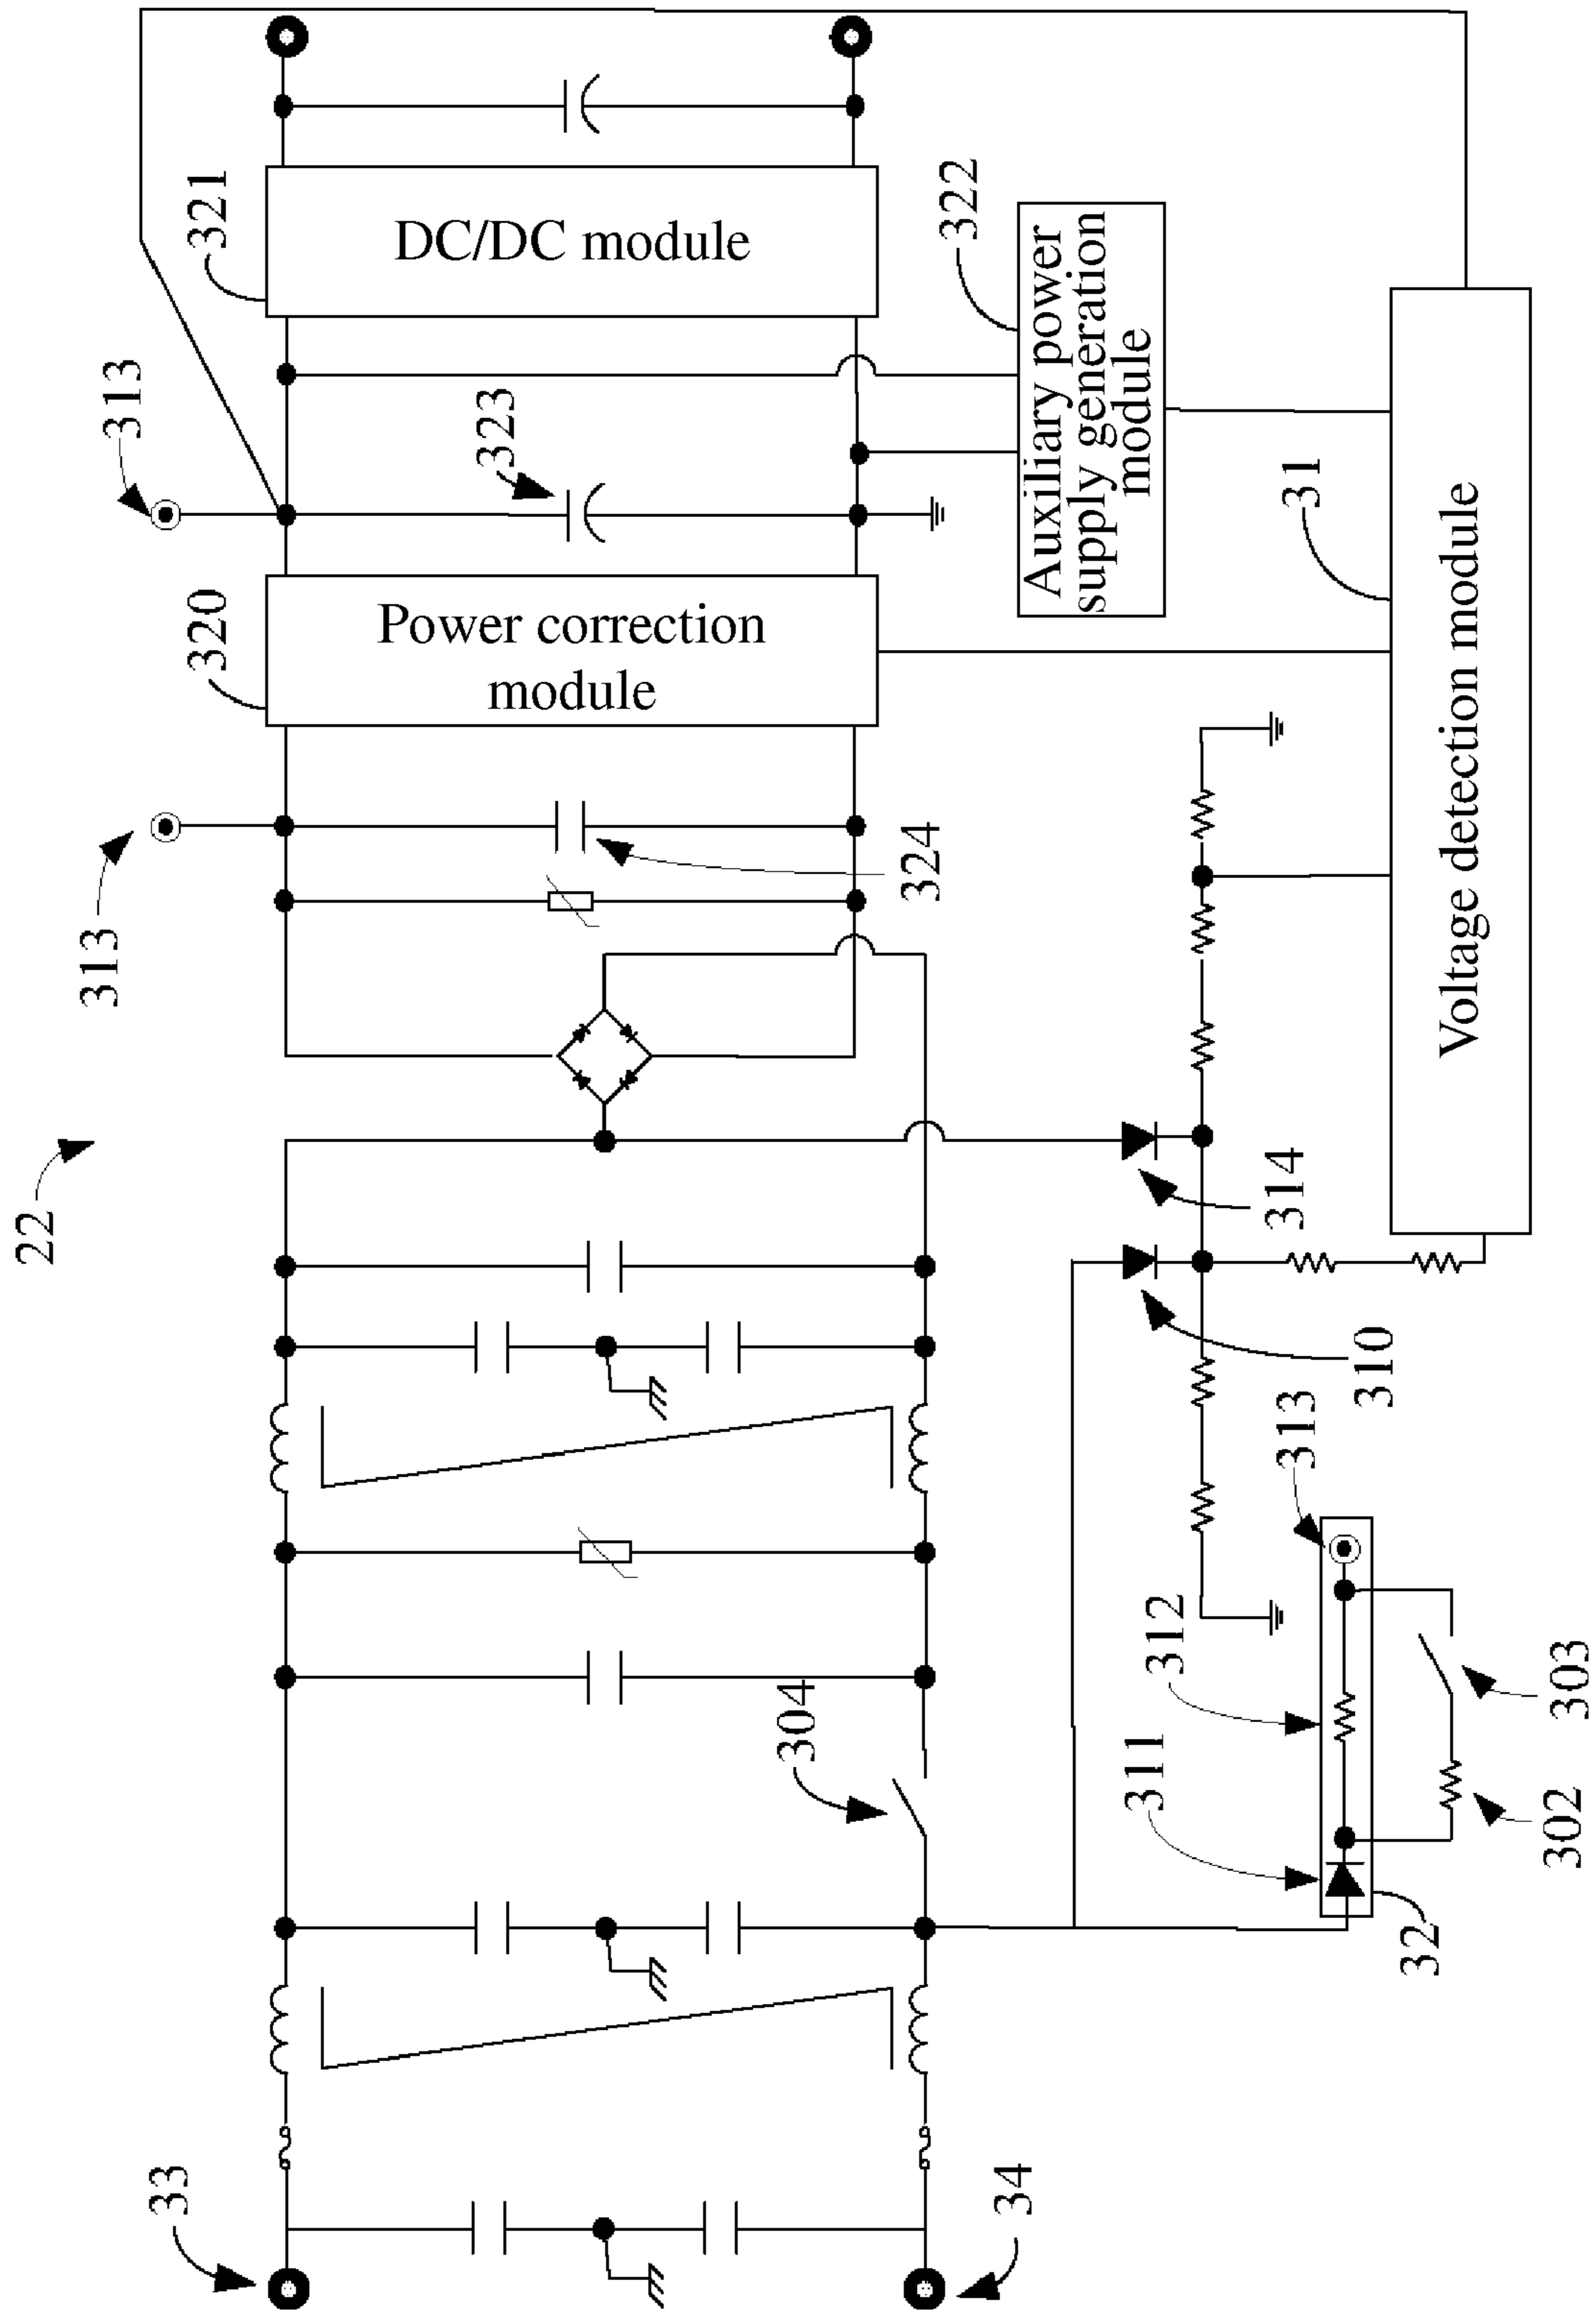 22
33
34
304
313
324
320
Power correction
module
313
323
321
DC/DC module
322
Auxiliary power
supply generation
module
31
Voltage detection module
314
310
313
312
311
32
303
302